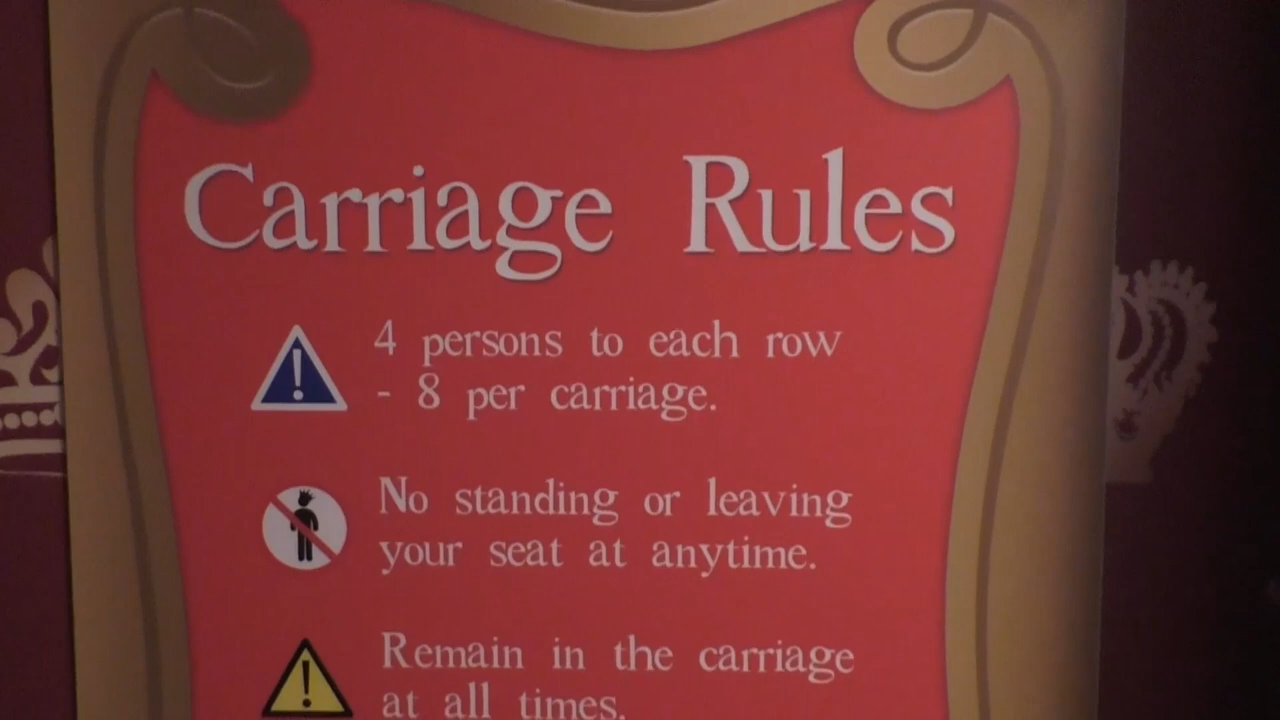 Carriage Rules
4 persons to each row
- 8 per carriage.
No standing or leaving
your seat at anytime.
Remain in the carriage
at all times.